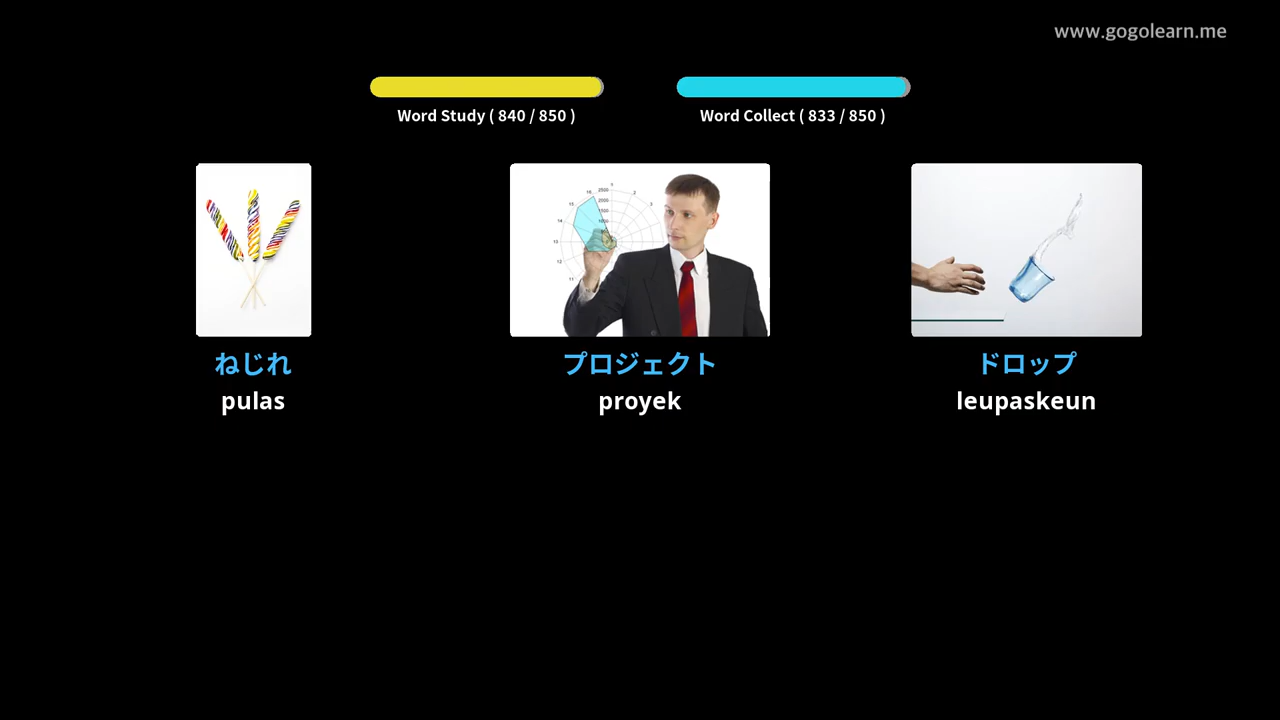 www.gogolearn.me
Word Study ( 840 / 850 )
Word Collect ( 833 / 850 )
ねじれ
プロジェクト
ドロップ
pulas
proyek
leupaskeun